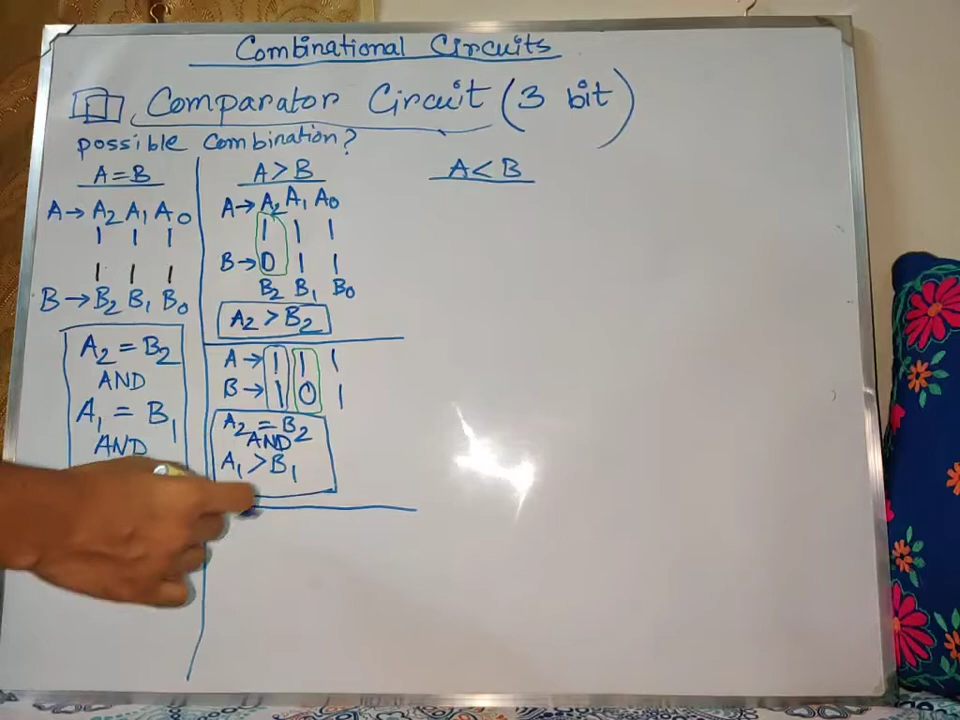 Combinational Circuits
Comparator Circuit (3 bit)
possible combination?
A=B
A→ A2 A1 A0
1 1 1
1 1 1
B→ B2 B1 B0
A2 = B2
AND
A1 = B1
AND
A>B
A→ A2 A1 A0
1 1 1
B→ 0 1 1
B2 B1 B0
A2 > B2
A→ 1 1 1
B→ 1 0 1
A2 = B2
AND
A1 > B1
A<B